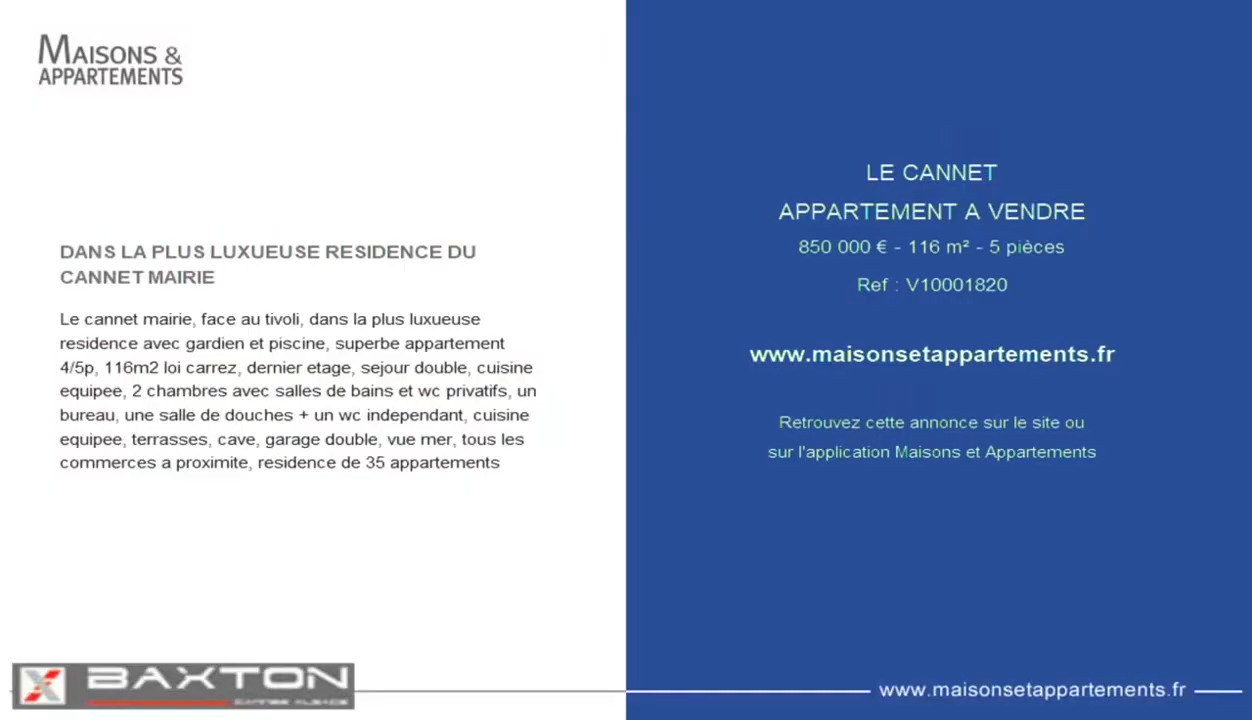 MAISONS &
APPARTEMENTS
DANS LA PLUS LUXUEUSE RESIDENCE DU
CANNET MAIRIE
Le cannet mairie, face au tivoli, dans la plus luxueuse
residence avec gardien et piscine, superbe appartement
4/5p, 116m2 loi carrez, dernier etage, sejour double, cuisine
equipee, 2 chambres avec salles de bains et wc privatifs, un
bureau, une salle de douches + un wc independant, cuisine
equipee, terrasses, cave, garage double, vue mer, tous les
commerces a proximite, residence de 35 appartements
BAXTON
LE CANNET
APPARTEMENT A VENDRE
850 000 € - 116 m² - 5 pièces
Ref : V10001820
www.maisonsetappartements.fr
Retrouvez cette annonce sur le site ou
sur l'application Maisons et Appartements
www.maisonsetappartements.fr